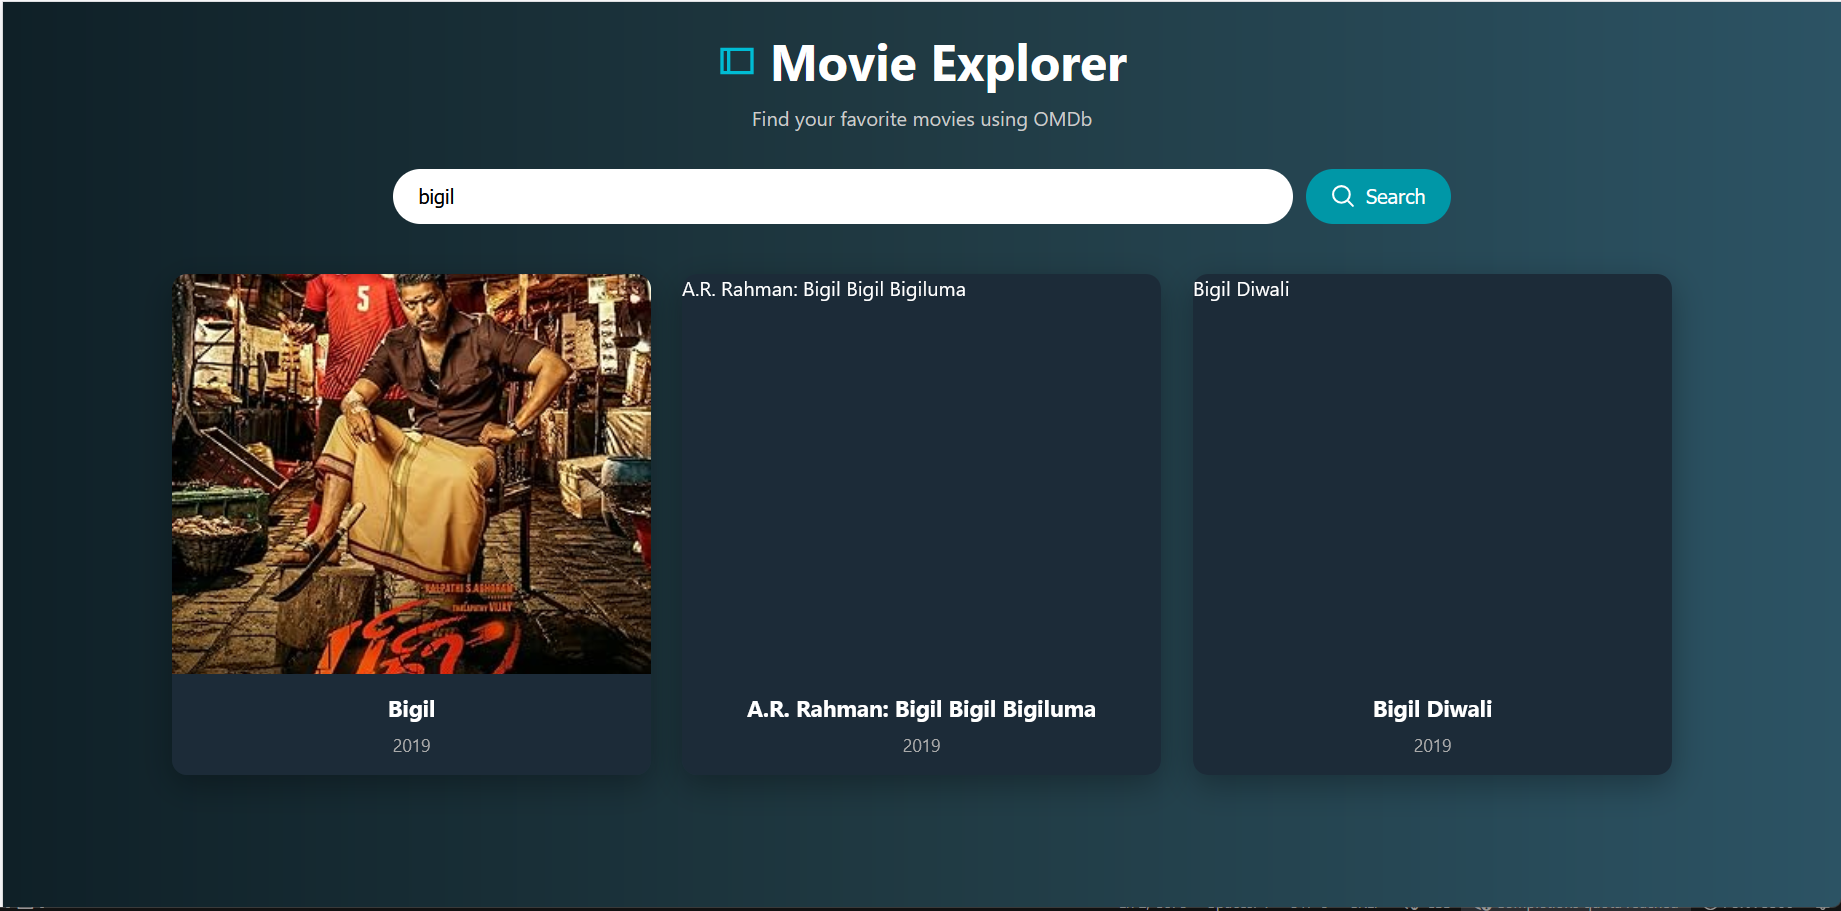 Movie Explorer
Find your favorite movies using OMDb
bigil
Search
5
KALPATHI S.AGHORAM
THALAPATHY VIJAY
Bigil
2019
A.R. Rahman: Bigil Bigil Bigiluma
A.R. Rahman: Bigil Bigil Bigiluma
2019
Bigil Diwali
Bigil Diwali
2019